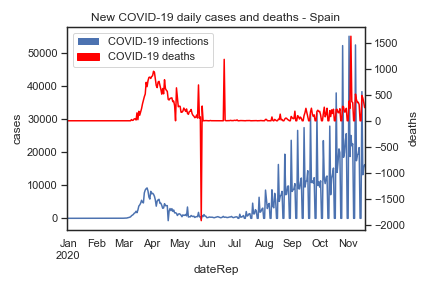 New COVID-19 daily cases and deaths - Spain
COVID-19 infections
COVID-19 deaths
cases
50000
40000
30000
20000
10000
0
deaths
1500
1000
500
0
−500
−1000
−1500
−2000
Jan Feb Mar Apr May Jun Jul Aug Sep Oct Nov
2020
dateRep